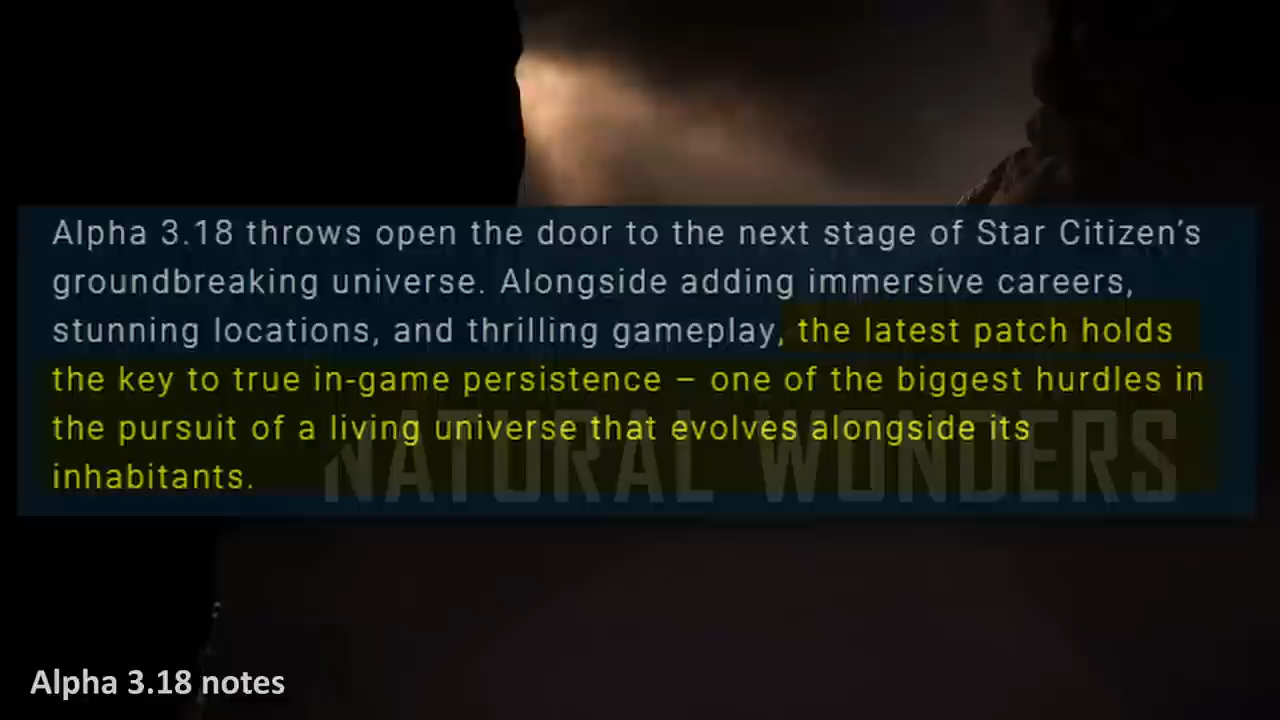 Alpha 3.18 throws open the door to the next stage of Star Citizen’s
groundbreaking universe. Alongside adding immersive careers,
stunning locations, and thrilling gameplay, the latest patch holds
the key to true in-game persistence – one of the biggest hurdles in
the pursuit of a living universe that evolves alongside its
inhabitants.
NATURAL WONDERS
Alpha 3.18 notes